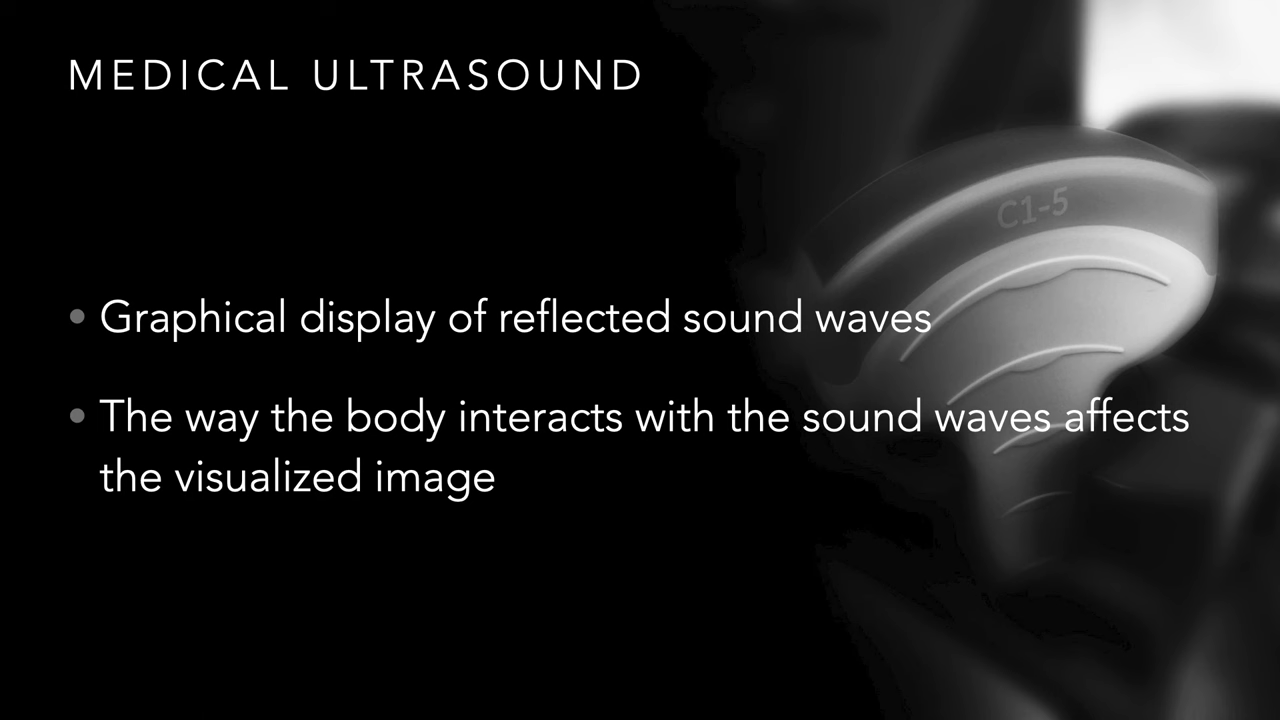 MEDICAL ULTRASOUND
C1-5
• Graphical display of reflected sound waves
• The way the body interacts with the sound waves affects
the visualized image